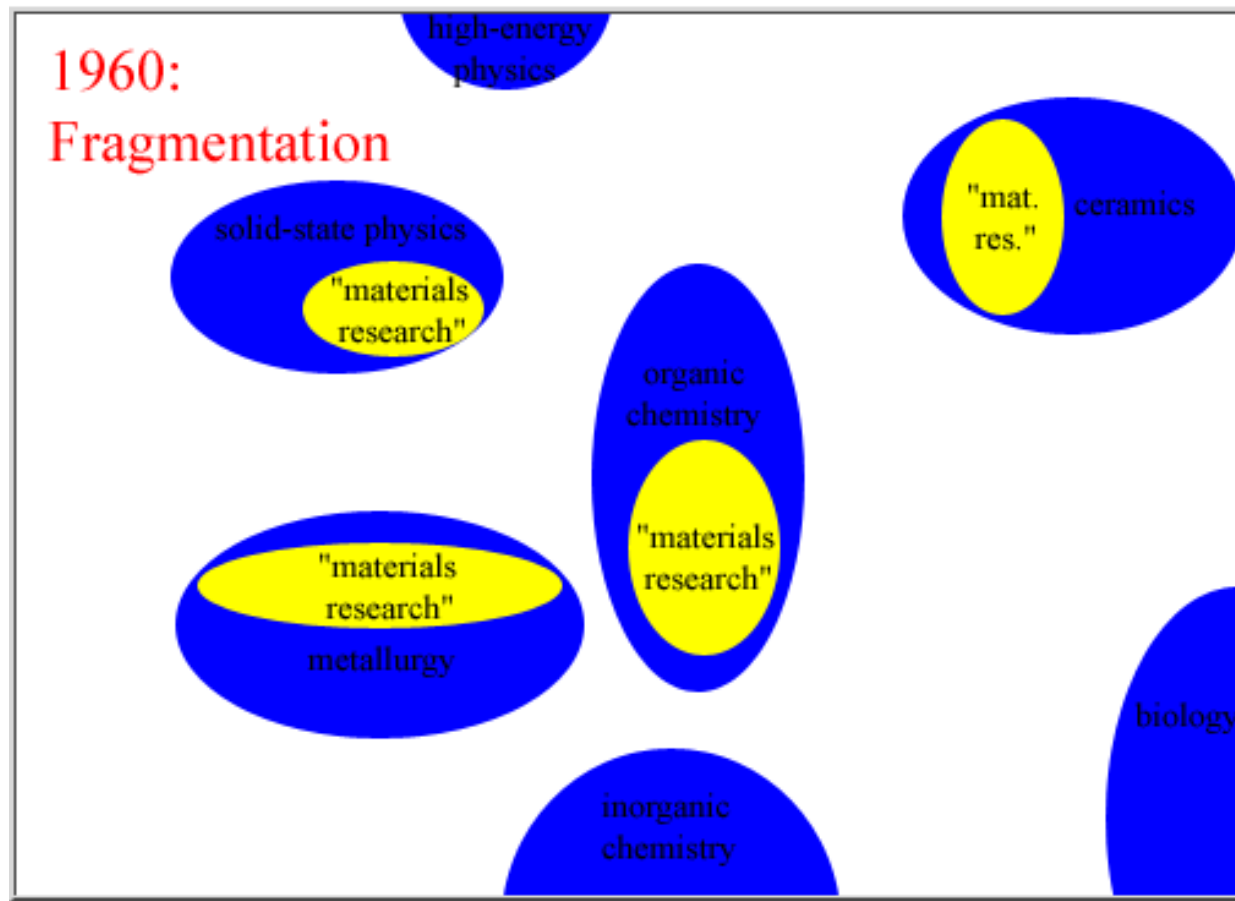 1960:
Fragmentation
high-energy
physics
solid-state physics
"materials
research"
"mat.
res."
ceramics
organic
chemistry
"materials
research"
"materials
research"
metallurgy
biology
inorganic
chemistry